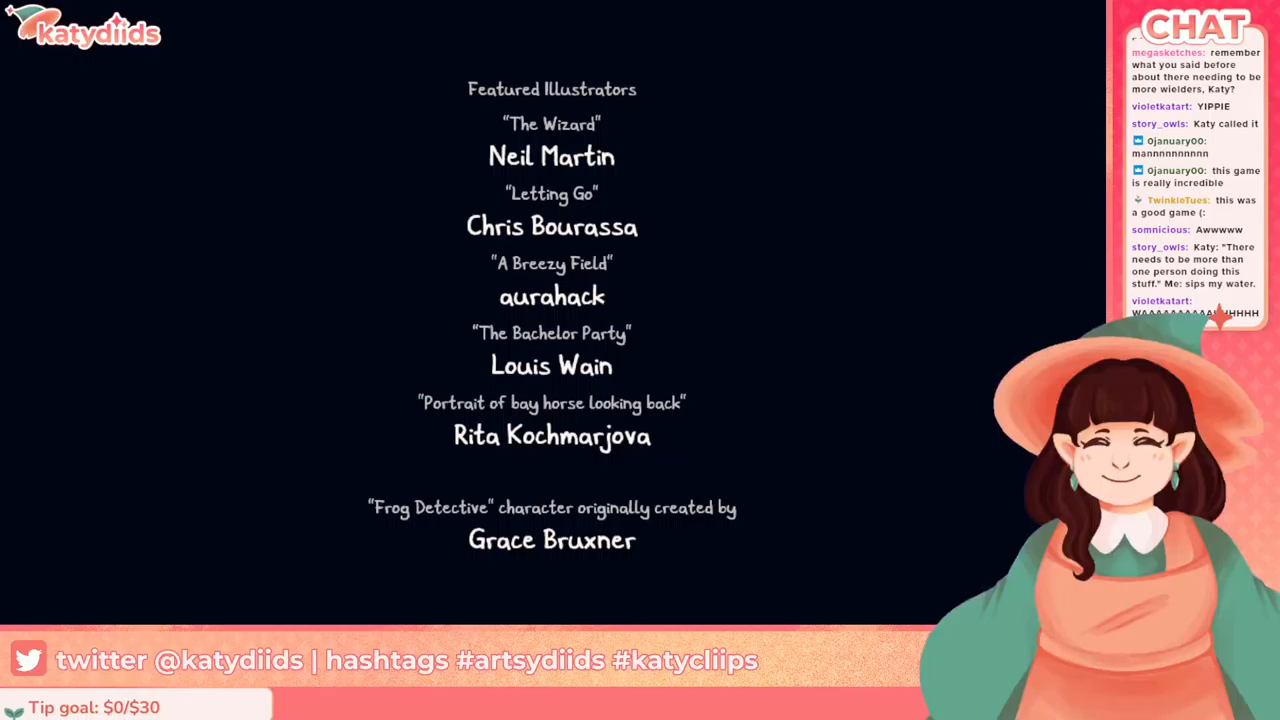 katydiids
Featured Illustrators
"The Wizard"
Neil Martin
"Letting Go"
Chris Bourassa
"A Breezy Field"
aurahack
"The Bachelor Party"
Louis Wain
"Portrait of bay horse looking back"
Rita Kochmarjova
"Frog Detective" character originally created by
Grace Bruxner
CHAT
megasketches: remember
what you said before
about there needing to be
more wielders, Katy?
violetkatart: YIPPIE
story_owls: Katy called it
0january00:
mannnnnnnnnn
0january00: this game
is really incredible
TwinkleTues: this was
a good game (:
somnicious: Awwwww
story_owls: Katy: "There
needs to be more than
one person doing this
stuff." Me: sips my water.
violetkatart:
twitter @katydiids | hashtags #artsydiids #katycliips
Tip goal: $0/$30